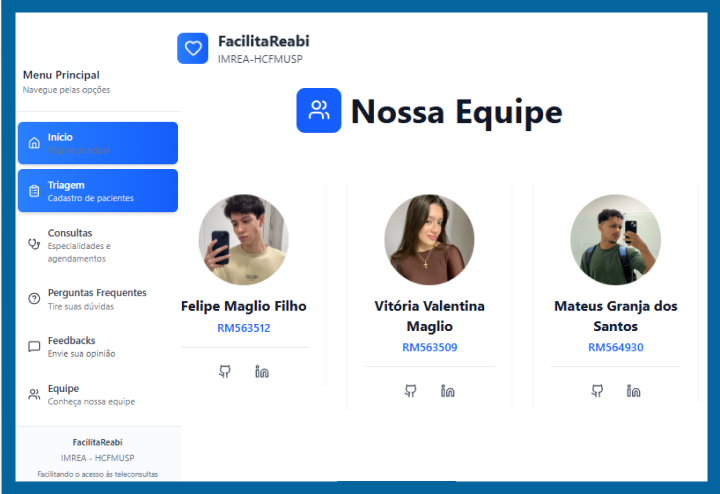 FacilitaReabi
IMREA-HCFMUSP
Menu Principal
Navegue pelas opções
Início
Página principal
Triagem
Cadastro de pacientes
Consultas
Especialidades e
agendamentos
Perguntas Frequentes
Tire suas dúvidas
Feedbacks
Envie sua opinião
Equipe
Conheça nossa equipe
FacilitaReabi
IMREA - HCFMUSP
Facilitando o acesso às teleconsultas
Nossa Equipe
Felipe Maglio Filho
RM563512
Vitória Valentina
Maglio
RM563509
Mateus Granja dos
Santos
RM564930